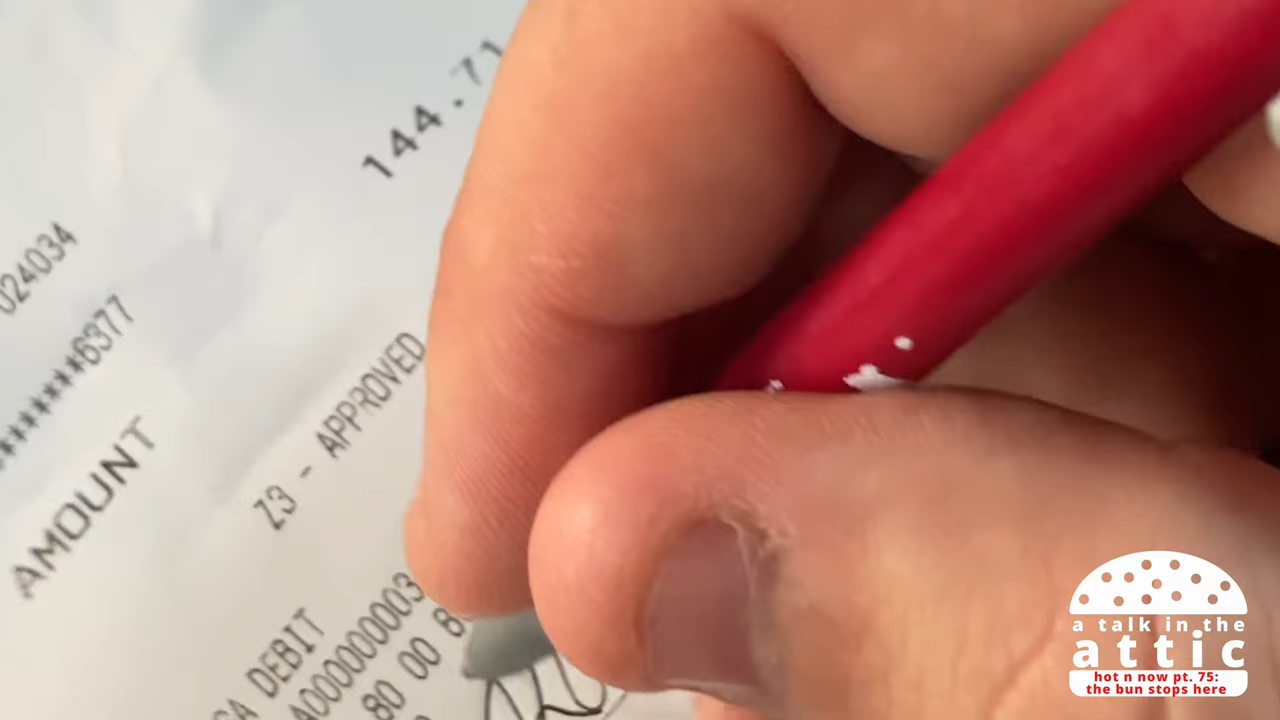 144.71
024034
*******6377
AMOUNT
Z3 - APPROVED
DEBIT
A0000000003
80 00 8
a talk in the
attic
hot n now pt. 75:
the bun stops here